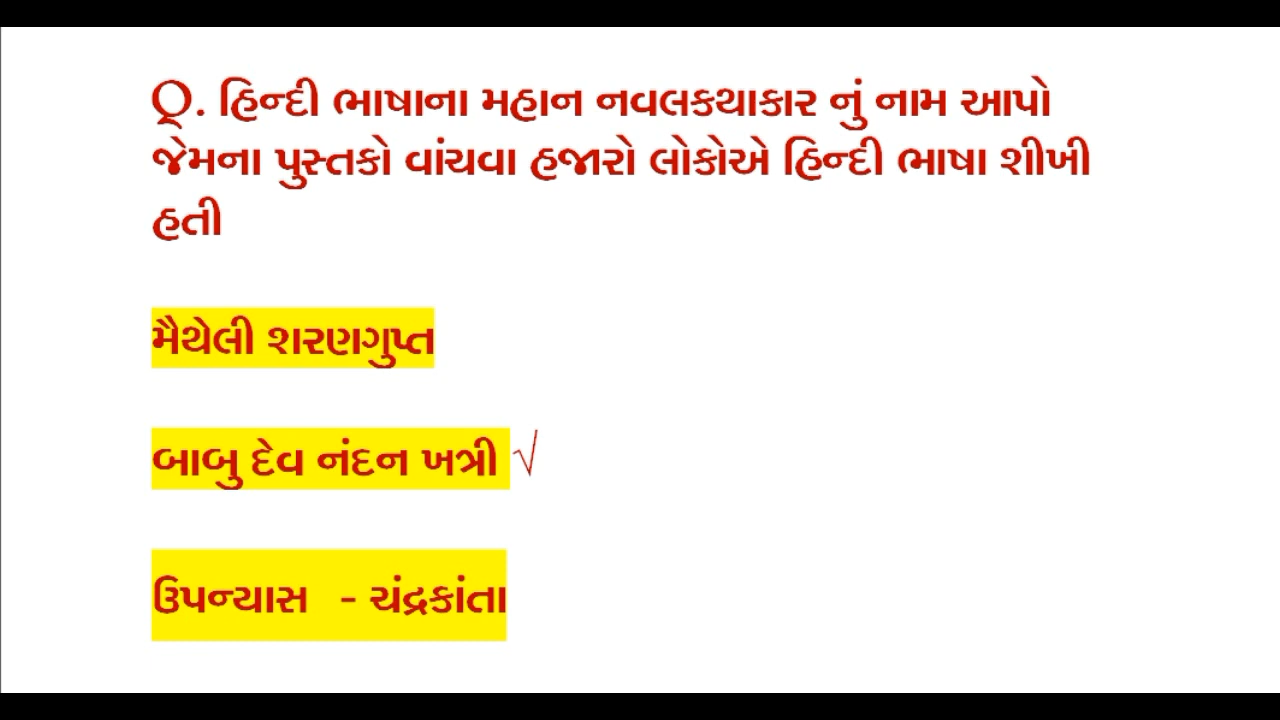 Q. હિન્દી ભાષાના મહાન નવલકથાકાર નું નામ આપો
જેમના પુસ્તકો વાંચવા હજારો લોકોએ હિન્દી ભાષા શીખી
હતી
મૈથેલી શરણગુપ્ત
બાબુ દેવ નંદન ખત્રી √
ઉપન્યાસ - ચંદ્રકાંતા